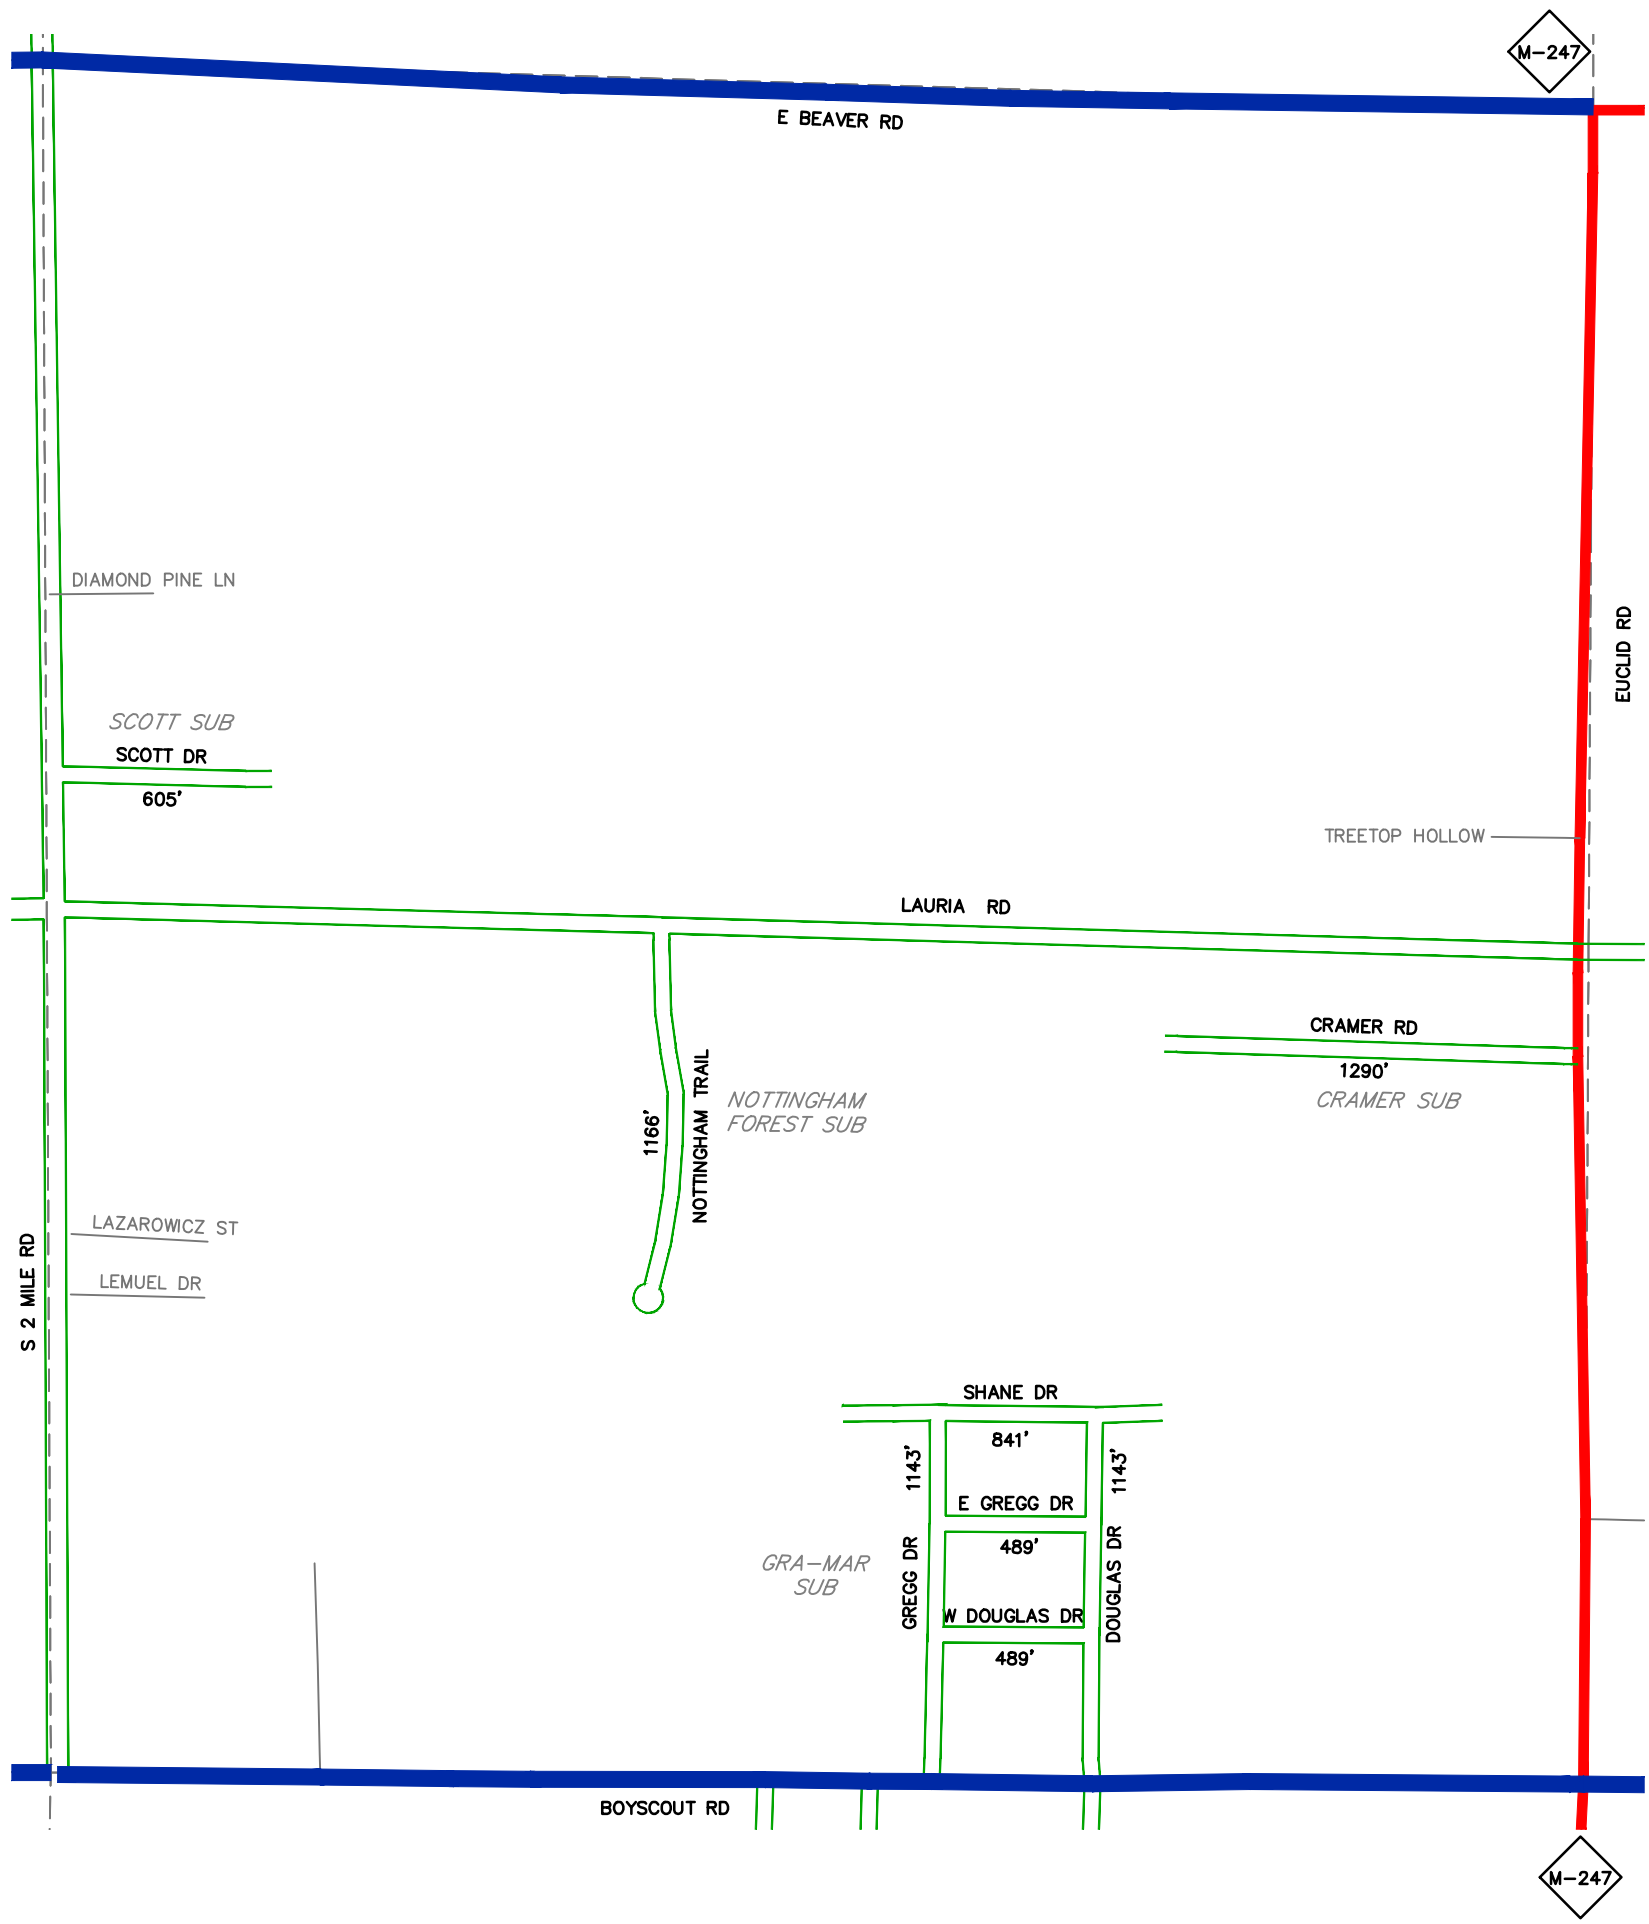 M-247
E BEAVER RD
DIAMOND PINE LN
EUCLID RD
SCOTT SUB
SCOTT DR
605'
TREETOP HOLLOW
LAURIA RD
CRAMER RD
1290'
CRAMER SUB
NOTTINGHAM TRAIL
1166'
NOTTINGHAM
FOREST SUB
LAZAROWICZ ST
LEMUEL DR
S 2 MILE RD
SHANE DR
841'
1143'
1143'
E GREGG DR
489'
GREGG DR
DOUGLAS DR
GRA-MAR
SUB
W DOUGLAS DR
489'
BOYSCOUT RD
M-247